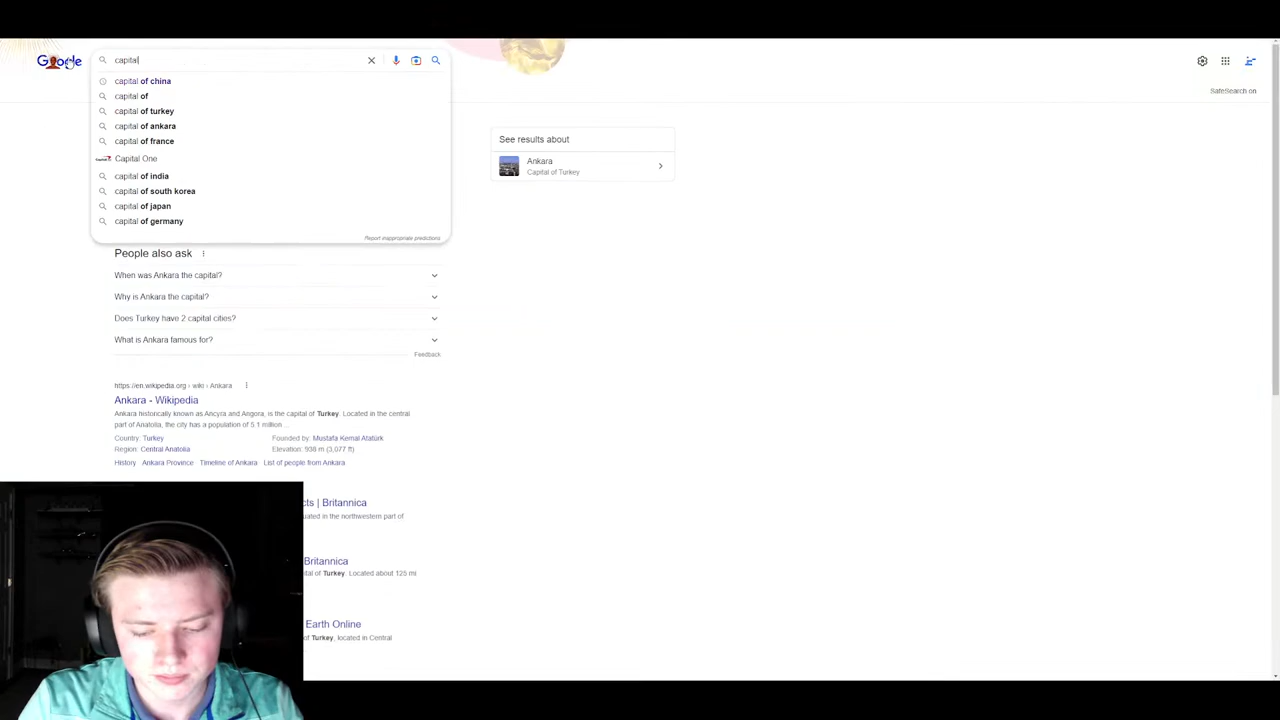 Google
capital
capital of china
capital of
capital of turkey
capital of ankara
capital of france
Capital One
capital of india
capital of south korea
capital of japan
capital of germany
Report inappropriate predictions
SafeSearch on
See results about
Ankara
Capital of Turkey
People also ask
When was Ankara the capital?
Why is Ankara the capital?
Does Turkey have 2 capital cities?
What is Ankara famous for?
Feedback
https://en.wikipedia.org › wiki › Ankara
Ankara - Wikipedia
Ankara historically known as Ancyra and Angora, is the capital of Turkey. Located in the central
part of Anatolia, the city has a population of 5.1 million ...
Country: Turkey Founded by: Mustafa Kemal Atatürk
Region: Central Anatolia Elevation: 938 m (3,077 ft)
History Ankara Province Timeline of Ankara List of people from Ankara
cts | Britannica
uated in the northwestern part of
Britannica
ital of Turkey. Located about 125 mi
Earth Online
of Turkey, located in Central